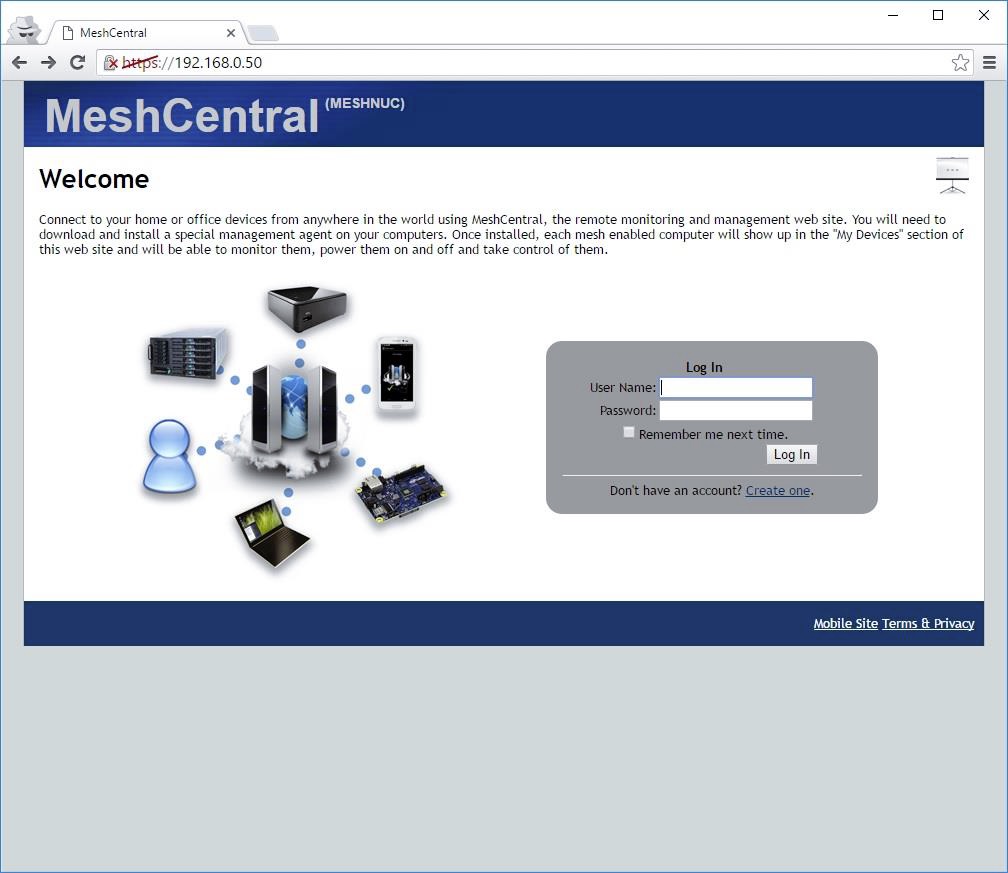 MeshCentral
https://192.168.0.50
MeshCentral (MESHNUC)
Welcome
Connect to your home or office devices from anywhere in the world using MeshCentral, the remote monitoring and management web site. You will need to
download and install a special management agent on your computers. Once installed, each mesh enabled computer will show up in the "My Devices" section of
this web site and will be able to monitor them, power them on and off and take control of them.
Log In
User Name:
Password:
Remember me next time.
Log In
Don't have an account? Create one.
Mobile Site Terms & Privacy